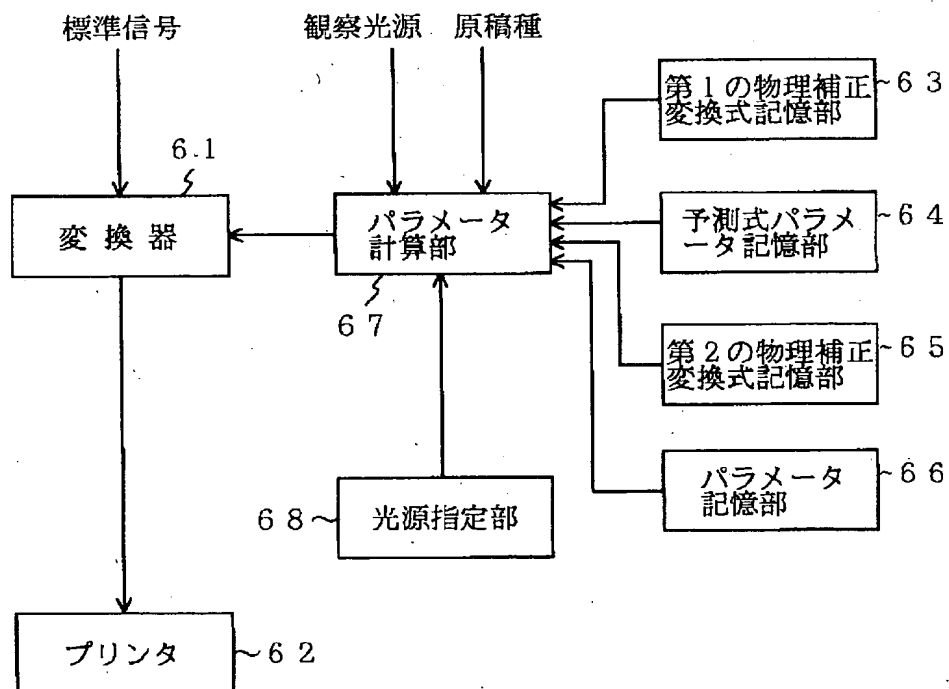 標準信号
観察光源 原稿種
第1の物理補正
変換式記憶部
63
6.1
変換器
パラメータ
計算部
67
予測式パラメ
ータ記憶部
64
第2の物理補正
変換式記憶部
65
パラメータ
記憶部
66
68
光源指定部
プリンタ
62